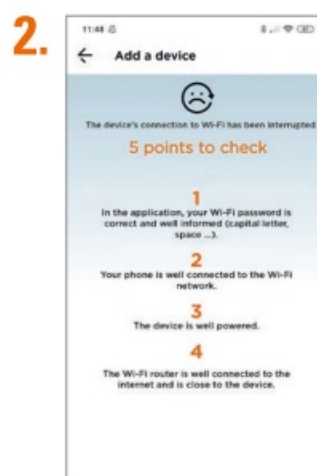 2.
11:48
Add a device
The device's connection to Wi-Fi has been interrupted
5 points to check
1
In the application, your Wi-Fi password is
correct and well informed (capital letter,
space ...).
2
Your phone is well connected to the Wi-Fi
network.
3
The device is well powered.
4
The Wi-Fi router is well connected to the
internet and is close to the device.